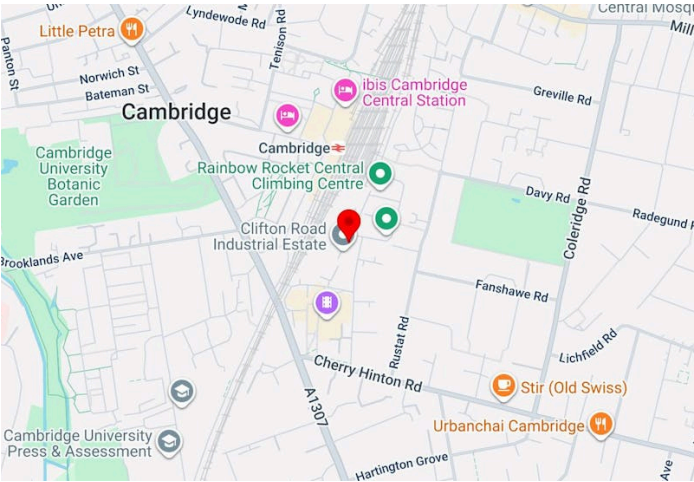 Lyndewode Rd
Central Mosq
Mill
Little Petra
Tenison Rd
Panton St
Norwich St
Bateman St
ibis Cambridge
Central Station
Greville Rd
Cambridge
Cambridge
Cambridge
University
Botanic
Garden
Rainbow Rocket Central
Climbing Centre
Davy Rd
Coleridge Rd
Radegund
Clifton Road
Industrial Estate
Brooklands Ave
Fanshawe Rd
Rustat Rd
Lichfield Rd
Cherry Hinton Rd
A1307
Stir (Old Swiss)
Urbanchai Cambridge
Cambridge University
Press & Assessment
Hartington Grove
Ave